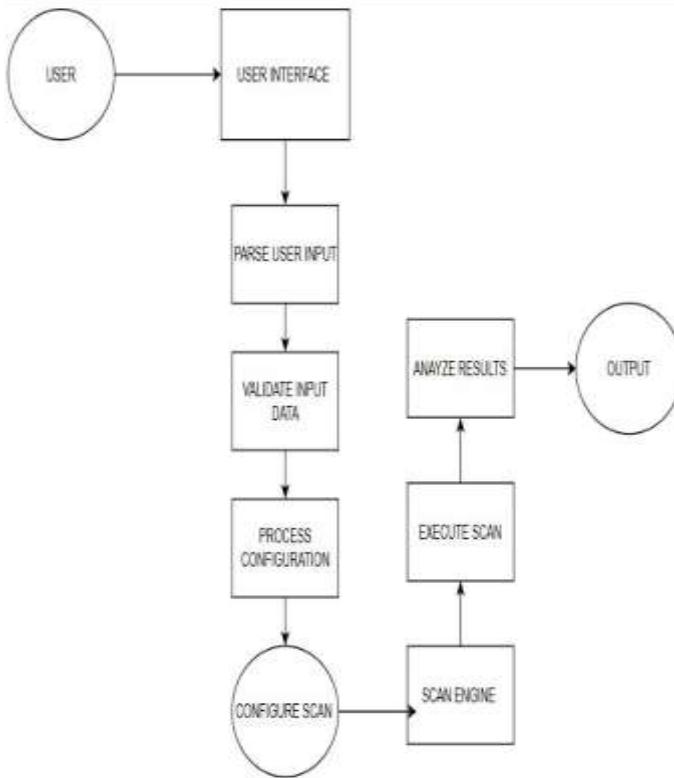 USER
USER INTERFACE
PARSE USER INPUT
VALIDATE INPUT
DATA
PROCESS
CONFIGURATION
CONFIGURE SCAN
SCAN ENGINE
EXECUTE SCAN
ANAYZE RESULTS
OUTPUT